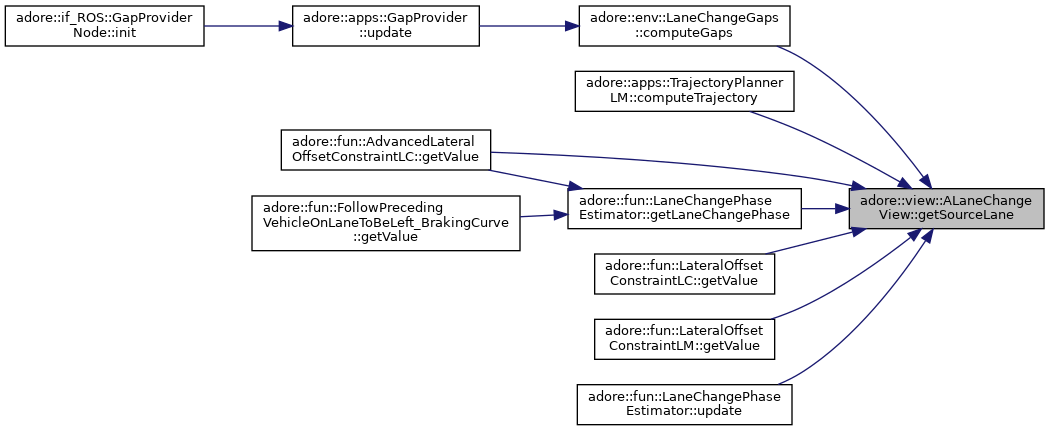 adore::if_ROS::GapProvider
Node::init
adore::apps::GapProvider
::update
adore::env::LaneChangeGaps
::computeGaps
adore::apps::TrajectoryPlanner
LM::computeTrajectory
adore::fun::AdvancedLateral
OffsetConstraintLC::getValue
adore::fun::LaneChangePhase
Estimator::getLaneChangePhase
adore::view::ALaneChange
View::getSourceLane
adore::fun::FollowPreceding
VehicleOnLaneToBeLeft_BrakingCurve
::getValue
adore::fun::LateralOffset
ConstraintLC::getValue
adore::fun::LateralOffset
ConstraintLM::getValue
adore::fun::LaneChangePhase
Estimator::update